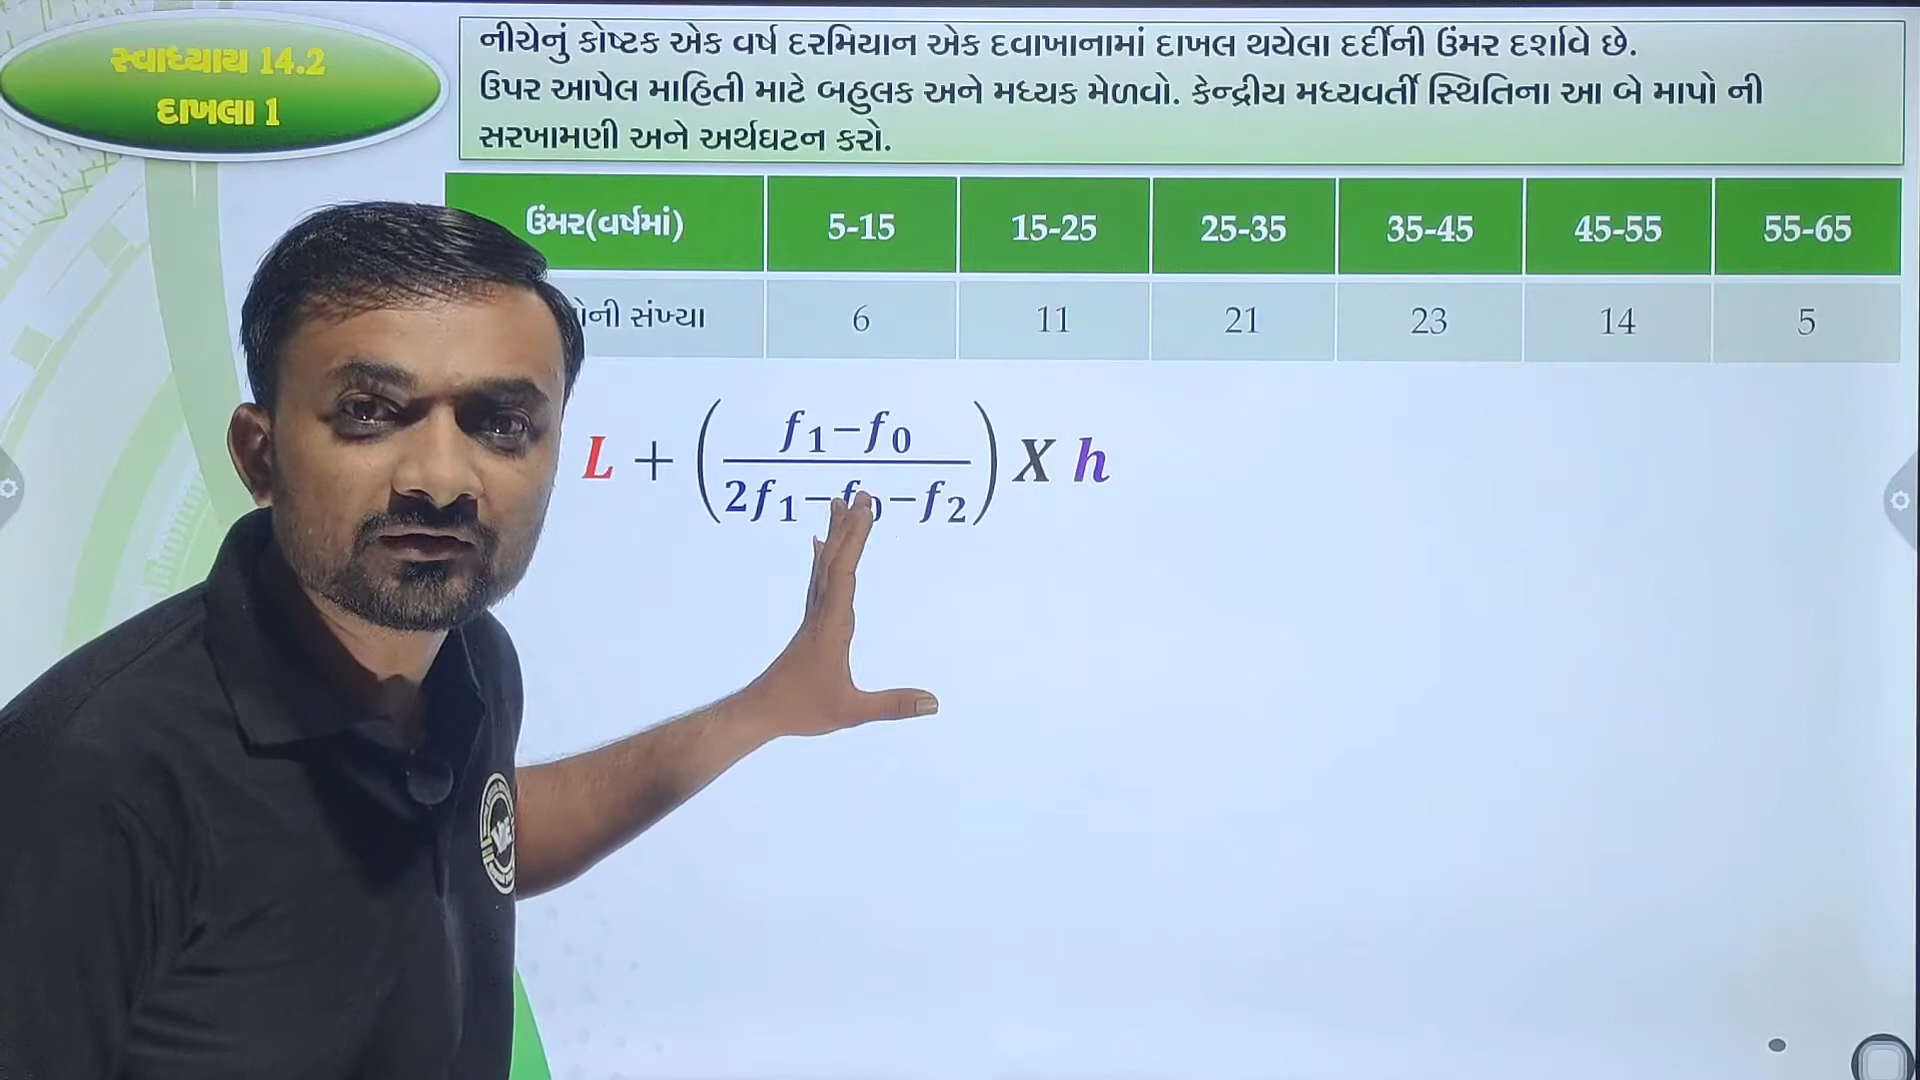 સ્વાધ્યાય 14.2
દાખલા 1
નીચેનું કોષ્ટક એક વર્ષ દરમિયાન એક દવાખાનામાં દાખલ થયેલા દર્દીની ઉંમર દર્શાવે છે.
ઉપર આપેલ માહિતી માટે બહુલક અને મધ્યક મેળવો. કેન્દ્રીય મધ્યવર્તી સ્થિતિના આ બે માપો ની
સરખામણી અને અર્થઘટન કરો.
ઉંમર(વર્ષમાં) 5-15 15-25 25-35 35-45 45-55 55-65
સંખ્યા 6 11 21 23 14 5
L + (f₁−f₀ / 2f₁−f₀−f₂) X h